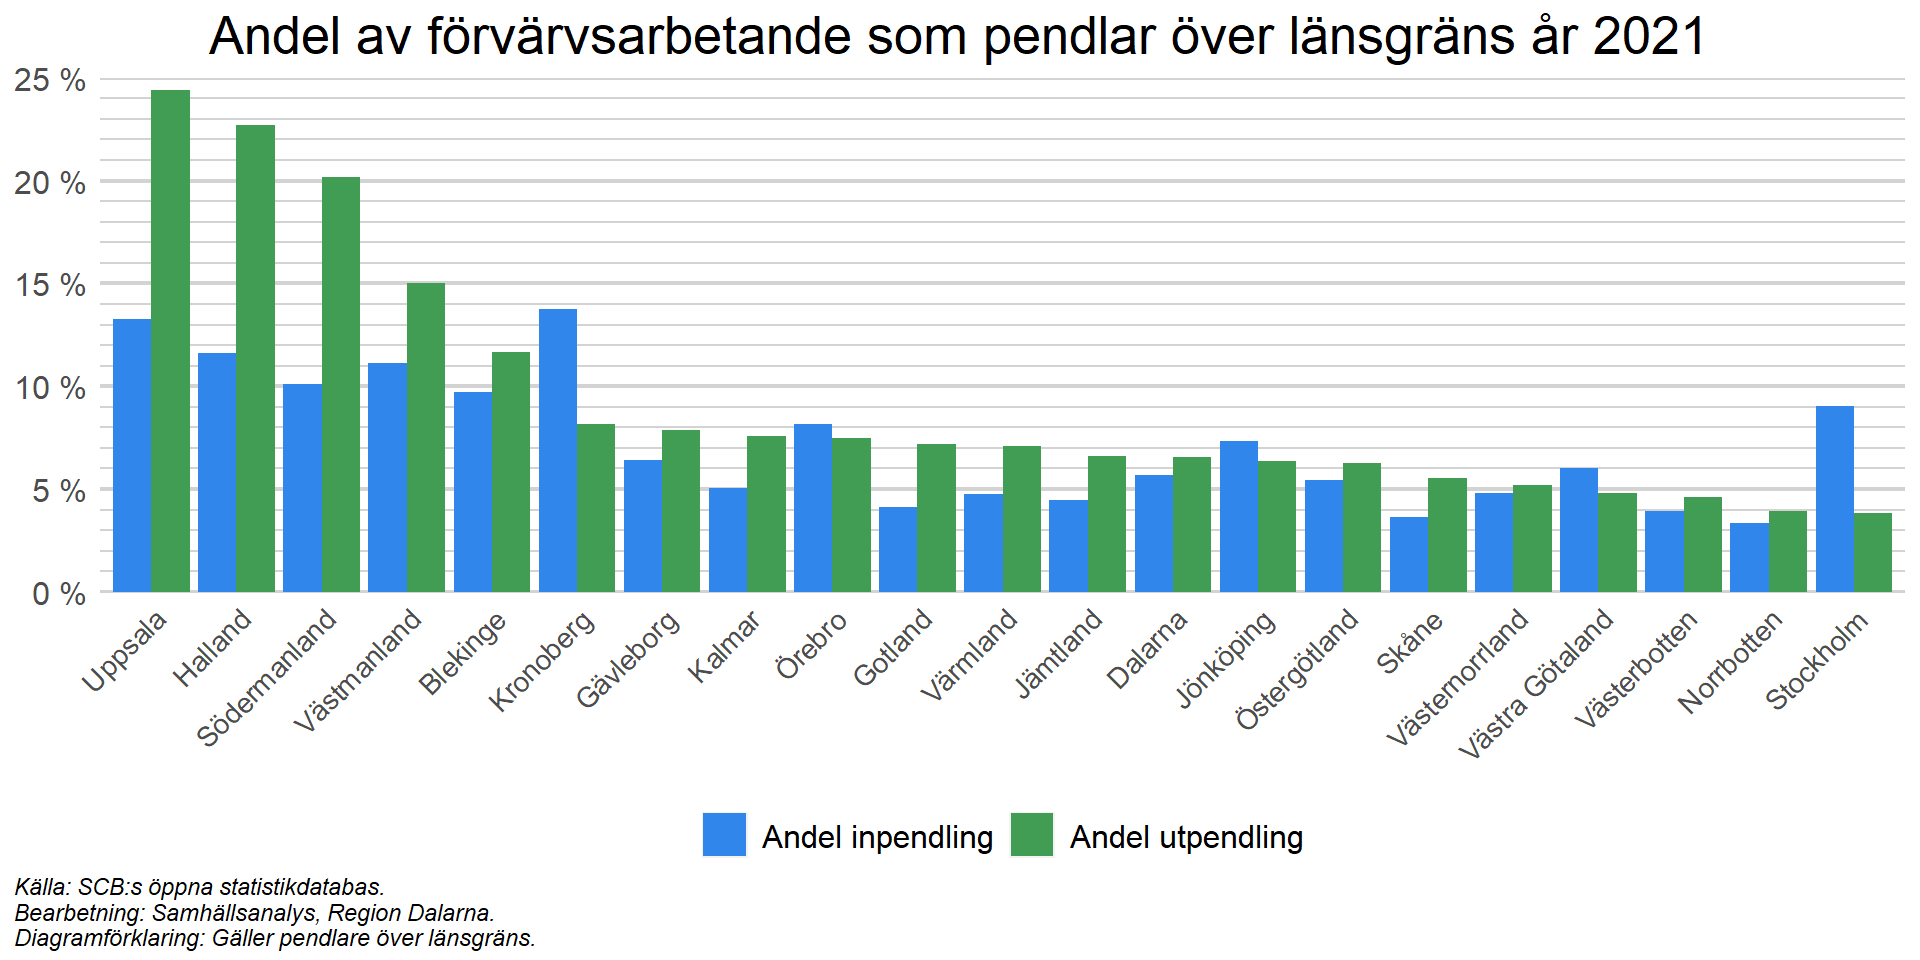 Andel av förvärvsarbetande som pendlar över länsgräns år 2021
25 %
20 %
15 %
10 %
5 %
0 %
Uppsala
Halland
Södermanland
Västmanland
Blekinge
Kronoberg
Gävleborg
Kalmar
Örebro
Gotland
Värmland
Jämtland
Dalarna
Jönköping
Östergötland
Skåne
Västernorrland
Västra Götaland
Västerbotten
Norrbotten
Stockholm
Andel inpendling
Andel utpendling
Källa: SCB:s öppna statistikdatabas.
Bearbetning: Samhällsanalys, Region Dalarna.
Diagramförklaring: Gäller pendlare över länsgräns.